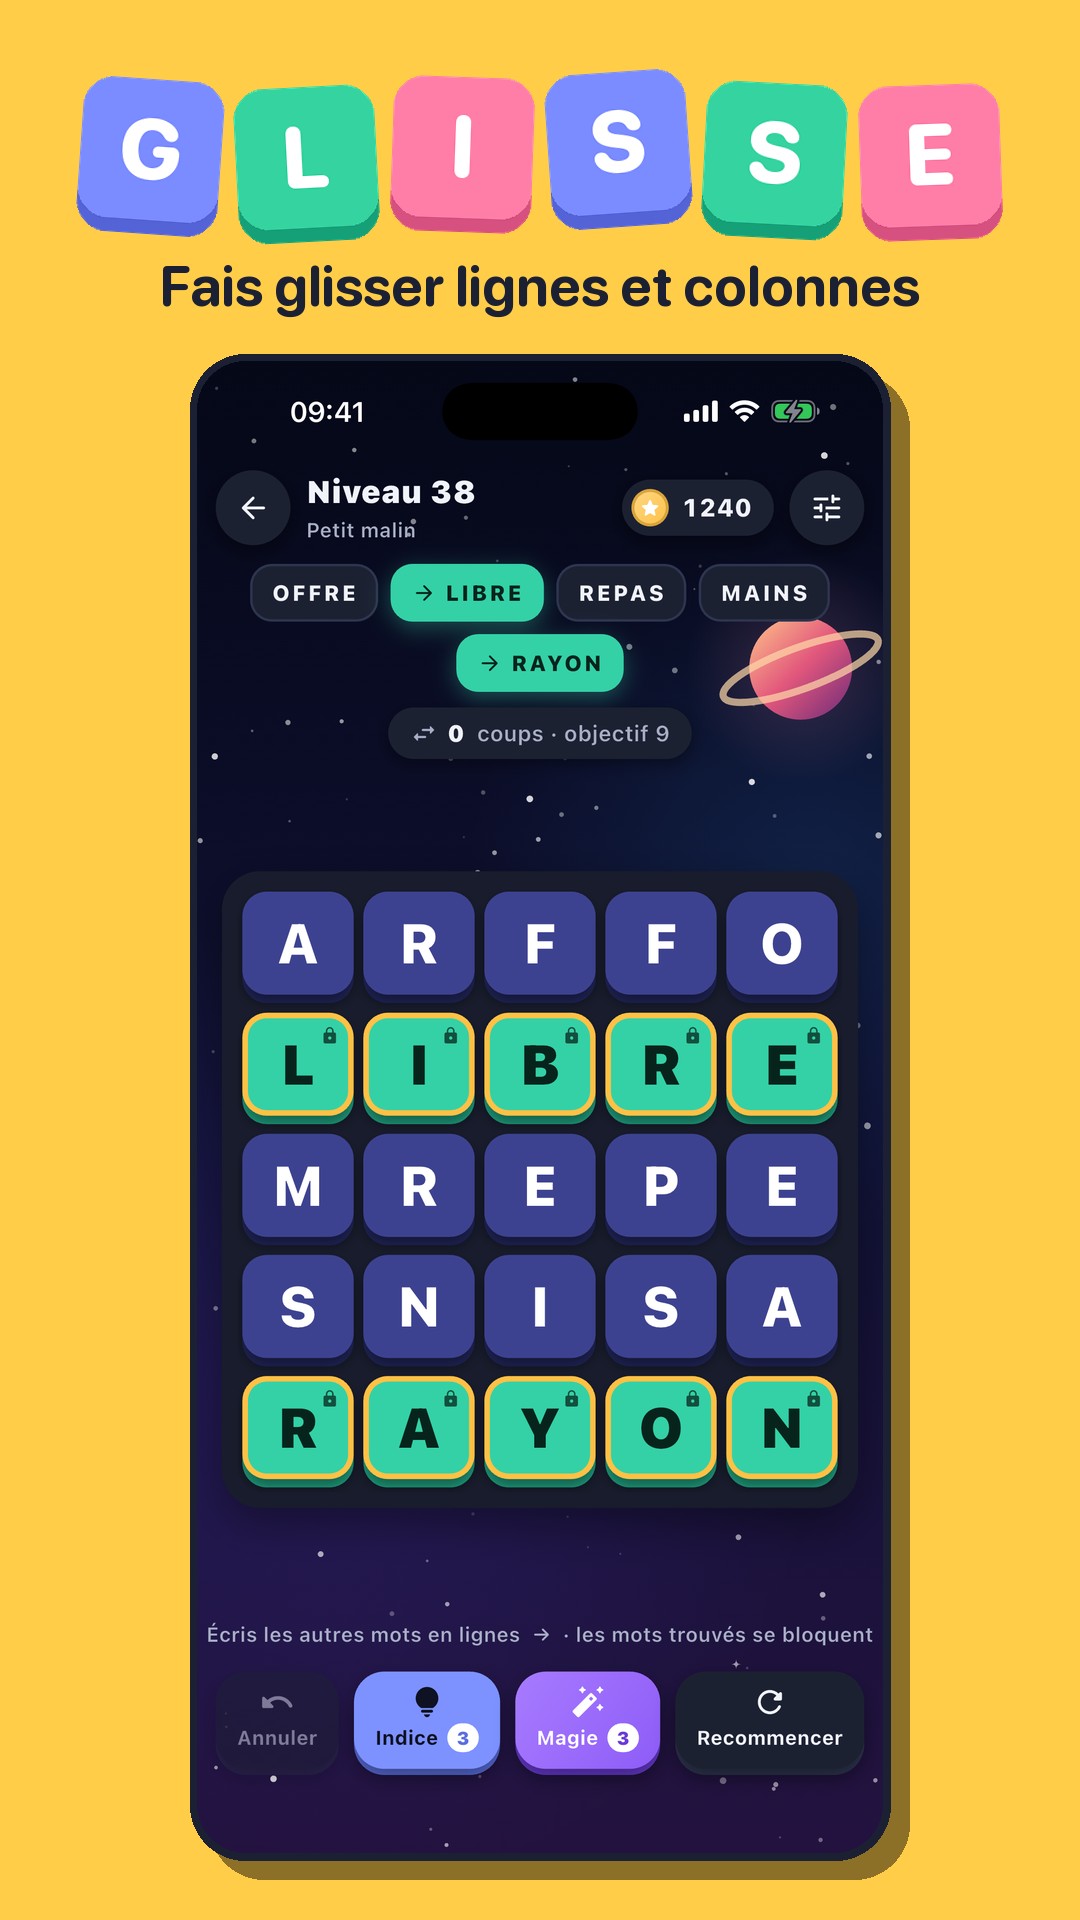 GLISSE
Fais glisser lignes et colonnes
09:41
Niveau 38
Petit malin
1240
OFFRE → LIBRE REPAS MAINS
→ RAYON
0 coups · objectif 9
A R F F O
L I B R E
M R E P E
S N I S A
R A Y O N
Écris les autres mots en lignes → · les mots trouvés se bloquent
Annuler Indice 3 Magie 3 Recommencer